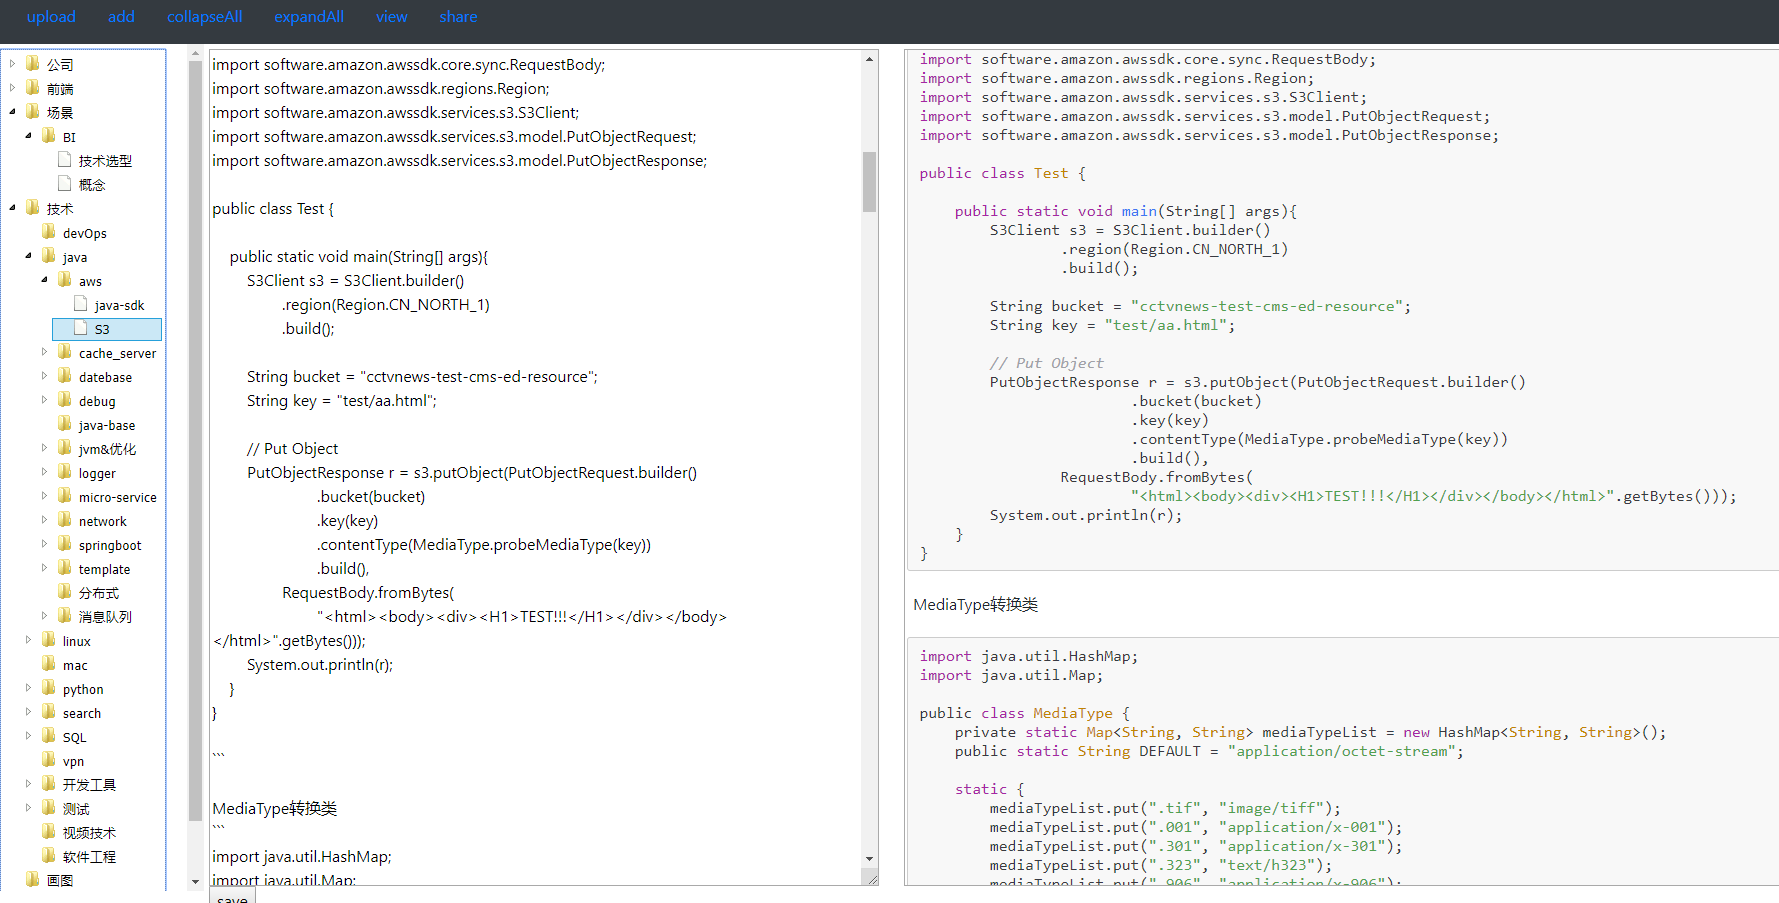 upload add collapseAll expandAll view share
公司
前端
场景
BI
技术选型
概念
技术
devOps
java
aws
java-sdk
S3
cache_server
datebase
debug
java-base
jvm&优化
logger
micro-service
network
springboot
template
分布式
消息队列
linux
mac
python
search
SQL
vpn
开发工具
测试
视频技术
软件工程
画图
import software.amazon.awssdk.core.sync.RequestBody;
import software.amazon.awssdk.regions.Region;
import software.amazon.awssdk.services.s3.S3Client;
import software.amazon.awssdk.services.s3.model.PutObjectRequest;
import software.amazon.awssdk.services.s3.model.PutObjectResponse;
public class Test {
public static void main(String[] args){
S3Client s3 = S3Client.builder()
.region(Region.CN_NORTH_1)
.build();
String bucket = "cctvnews-test-cms-ed-resource";
String key = "test/aa.html";
// Put Object
PutObjectResponse r = s3.putObject(PutObjectRequest.builder()
.bucket(bucket)
.key(key)
.contentType(MediaType.probeMediaType(key))
.build(),
RequestBody.fromBytes(
"<html><body><div><H1>TEST!!!</H1></div></body>
</html>".getBytes()));
System.out.println(r);
}
}
```
MediaType转换类
```
import java.util.HashMap;
import java.util.Map;
save
import software.amazon.awssdk.core.sync.RequestBody;
import software.amazon.awssdk.regions.Region;
import software.amazon.awssdk.services.s3.S3Client;
import software.amazon.awssdk.services.s3.model.PutObjectRequest;
import software.amazon.awssdk.services.s3.model.PutObjectResponse;
public class Test {
public static void main(String[] args){
S3Client s3 = S3Client.builder()
.region(Region.CN_NORTH_1)
.build();
String bucket = "cctvnews-test-cms-ed-resource";
String key = "test/aa.html";
// Put Object
PutObjectResponse r = s3.putObject(PutObjectRequest.builder()
.bucket(bucket)
.key(key)
.contentType(MediaType.probeMediaType(key))
.build(),
RequestBody.fromBytes(
"<html><body><div><H1>TEST!!!</H1></div></body></html>".getBytes()));
System.out.println(r);
}
}
MediaType转换类
import java.util.HashMap;
import java.util.Map;
public class MediaType {
private static Map<String, String> mediaTypeList = new HashMap<String, String>();
public static String DEFAULT = "application/octet-stream";
static {
mediaTypeList.put(".tif", "image/tiff");
mediaTypeList.put(".001", "application/x-001");
mediaTypeList.put(".301", "application/x-301");
mediaTypeList.put(".323", "text/h323");
mediaTypeList.put(".906", "application/x-906");